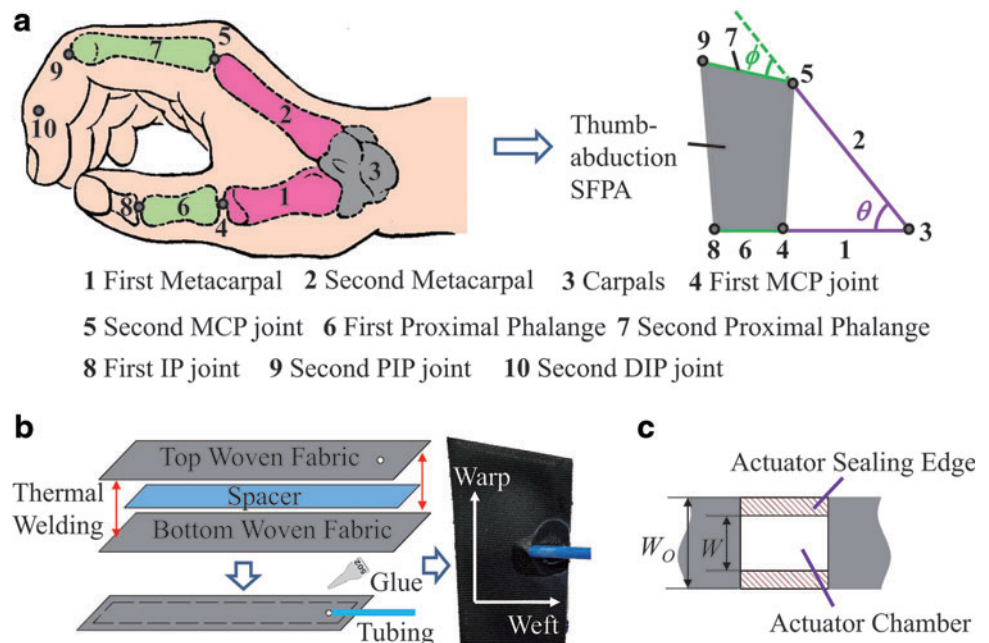 a
7
5
9
10
2
3
8
6
4
1
9
7
ϕ
5
Thumb-
abduction
SFPA
2
θ
8
6
4
1
3
1 First Metacarpal 2 Second Metacarpal 3 Carpals 4 First MCP joint
5 Second MCP joint 6 First Proximal Phalange 7 Second Proximal Phalange
8 First IP joint 9 Second PIP joint 10 Second DIP joint
b
Top Woven Fabric
Thermal
Welding
Spacer
Bottom Woven Fabric
502
Glue
Tubing
Warp
Weft
c
Actuator Sealing Edge
W_O
W
Actuator Chamber